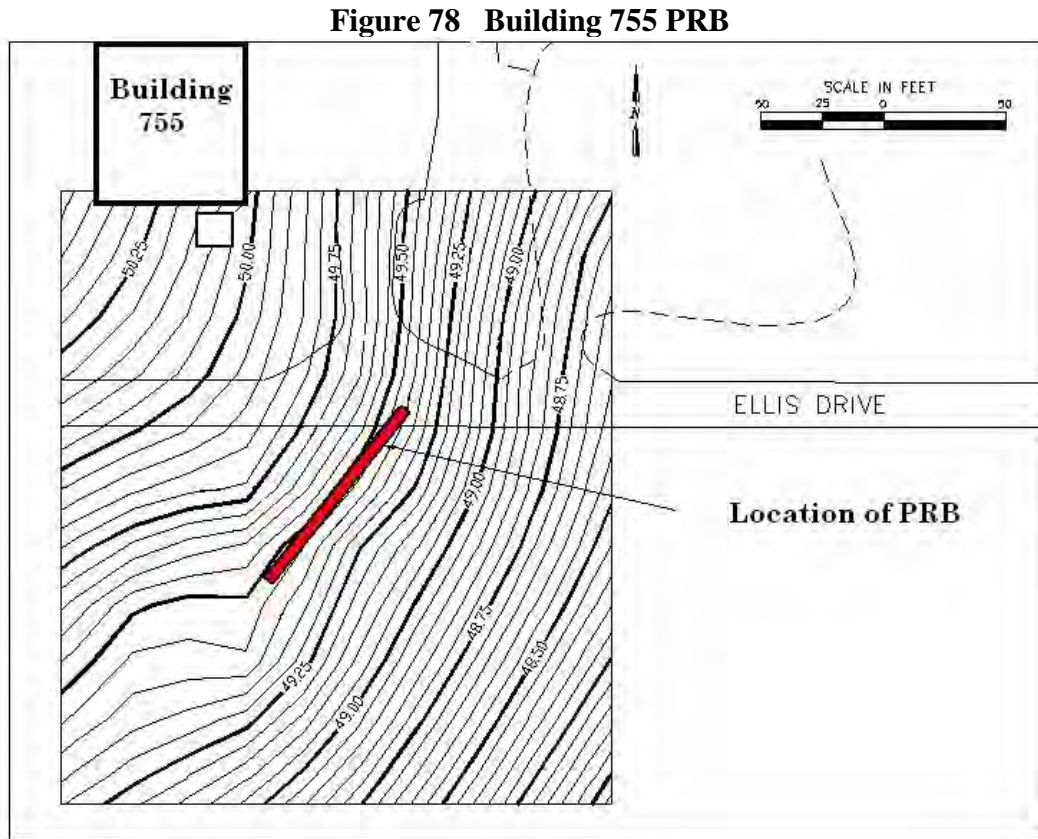 Figure 78 Building 755 PRB
Building
755
N
SCALE IN FEET
50 25 0 50
50.25
50.00
49.75
49.50
49.25
49.00
48.75
ELLIS DRIVE
49.00
Location of PRB
48.75
48.50
49.25
49.00